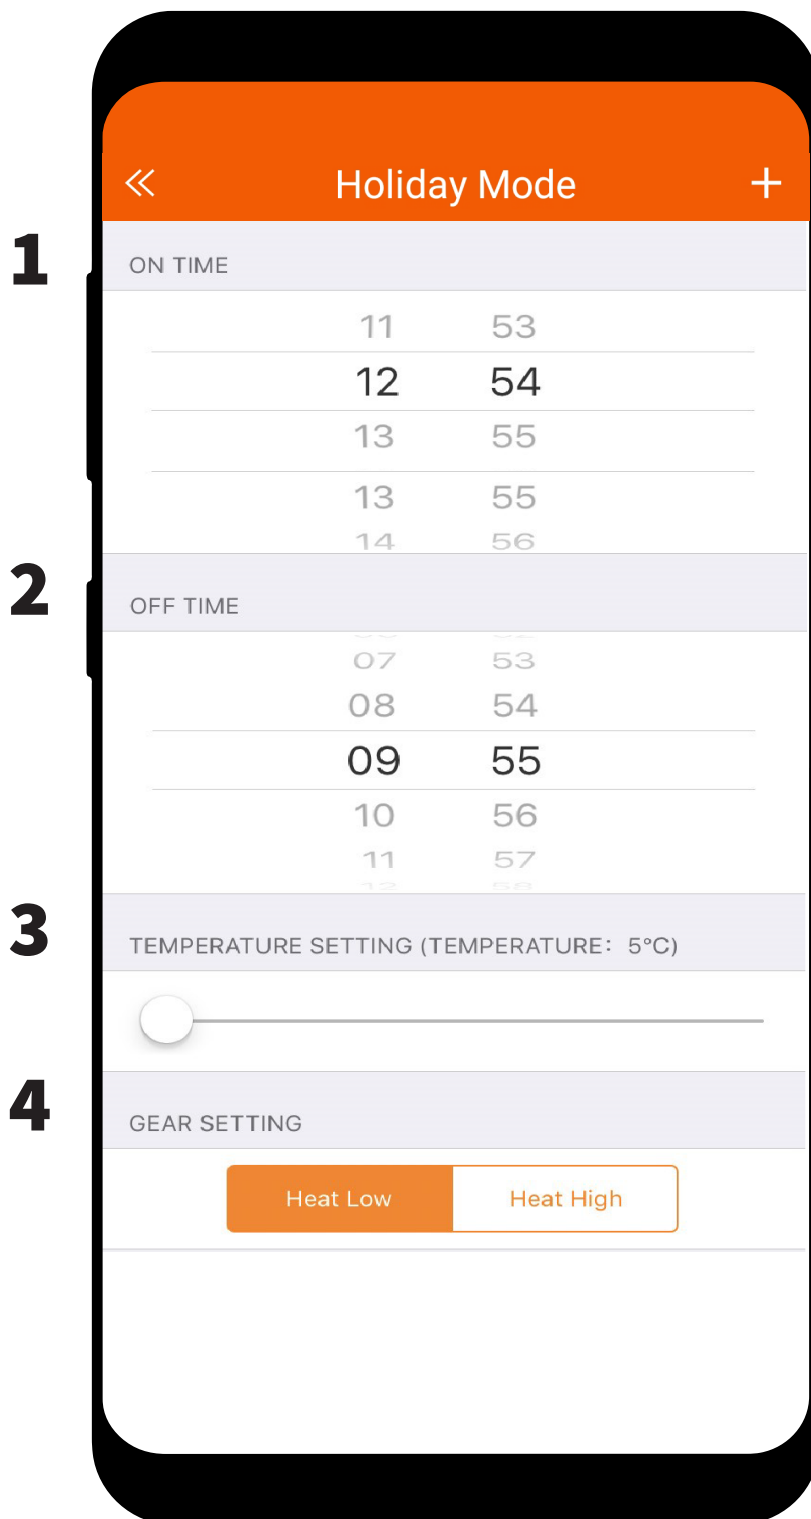 Holiday Mode +
1
ON TIME
11 53
12 54
13 55
13 55
14 56
2
OFF TIME
07 53
08 54
09 55
10 56
11 57
12 58
3
TEMPERATURE SETTING (TEMPERATURE: 5°C)
4
GEAR SETTING
Heat Low Heat High